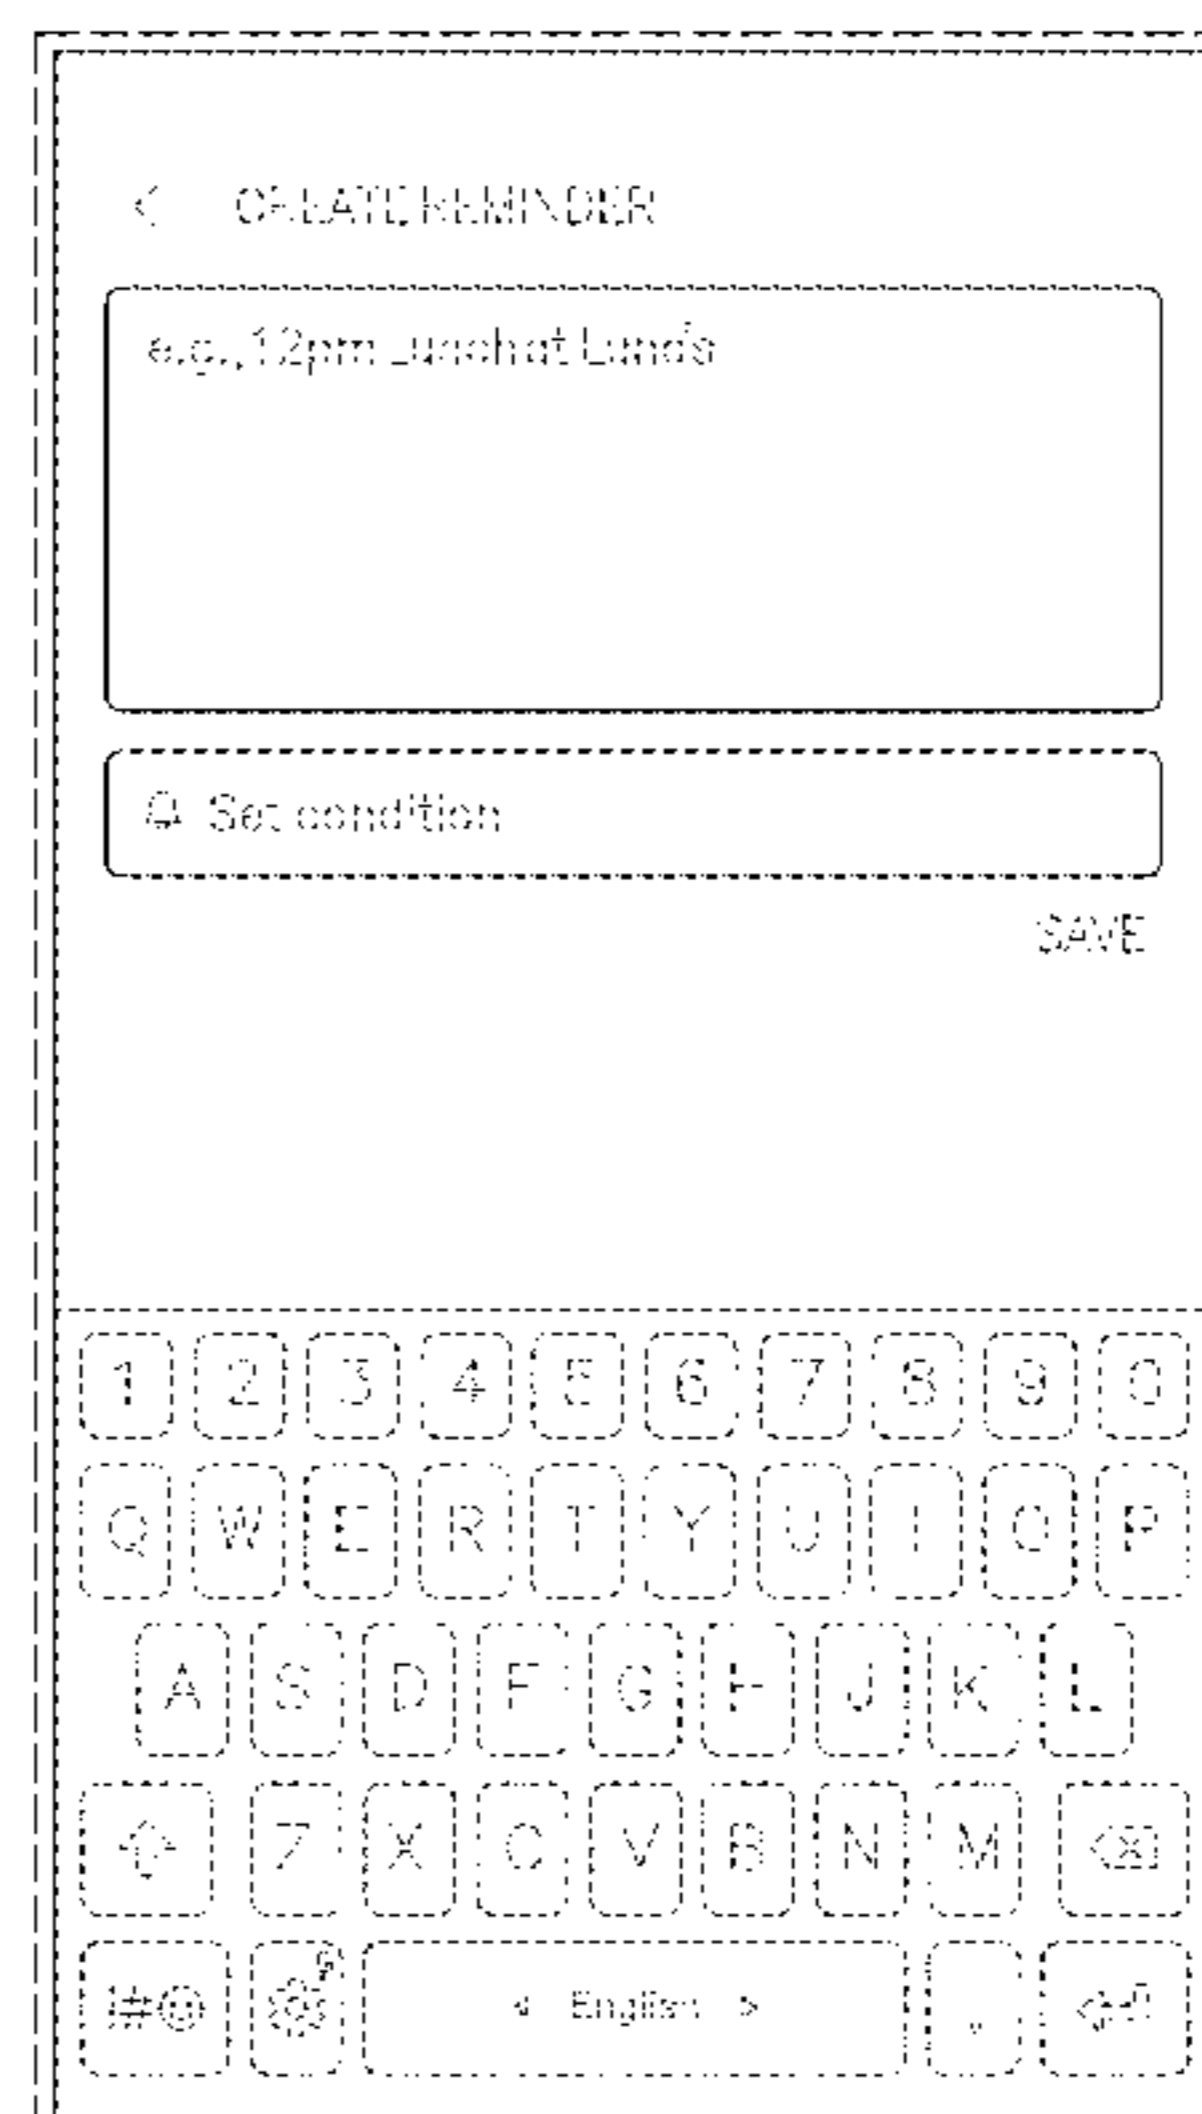 < CREATE REMINDER
e.g., 12pm Lunch at Luna's
Set condition
SAVE
1 2 3 4 5 6 7 8 9 0
Q W E R T Y U I O P
A S D F G H J K L
Z X C V B N M
!#☺ < English > ,